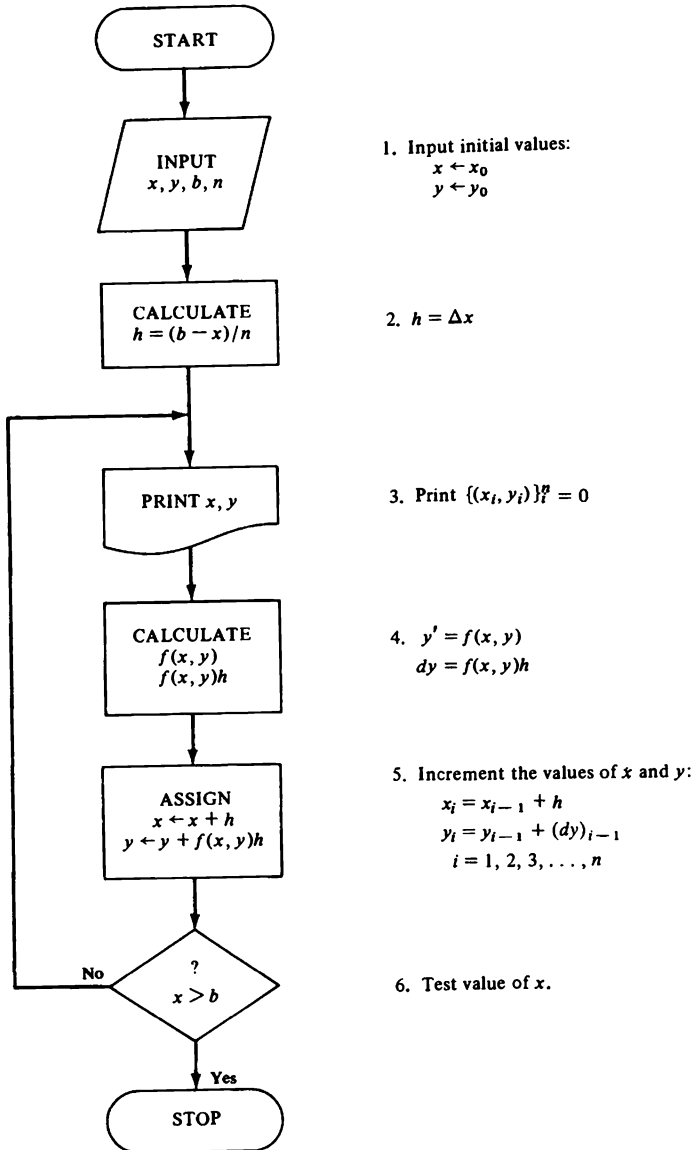 START
INPUT
x, y, b, n
1. Input initial values:
x ← x₀
y ← y₀
CALCULATE
h = (b − x)/n
2. h = Δx
PRINT x, y
3. Print {(xᵢ, yᵢ)}ⁿᵢ = 0
CALCULATE
f(x, y)
f(x, y)h
4. y′ = f(x, y)
dy = f(x, y)h
ASSIGN
x ← x + h
y ← y + f(x, y)h
5. Increment the values of x and y:
xᵢ = xᵢ₋₁ + h
yᵢ = yᵢ₋₁ + (dy)ᵢ₋₁
i = 1, 2, 3, . . . , n
No
?
x > b
6. Test value of x.
Yes
STOP